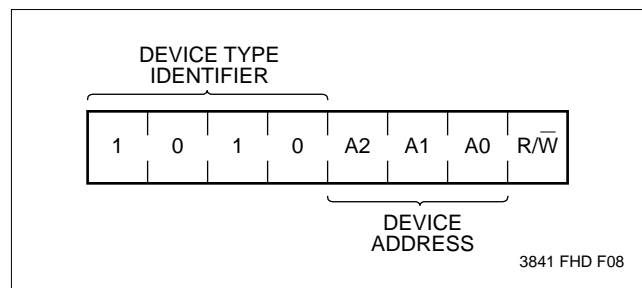 DEVICE TYPE
IDENTIFIER
1 0 1 0 A2 A1 A0 R/W̅
DEVICE
ADDRESS
3841 FHD F08